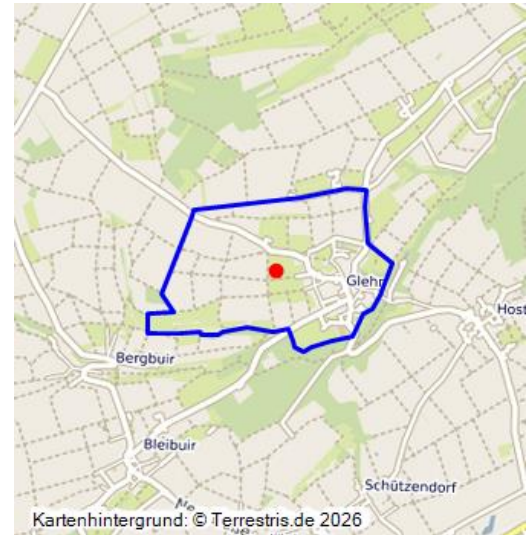 Glehn
Host
Bergbuir
Bleibuir
Schützendorf
Kartenhintergrund: © Terrestris.de 2026